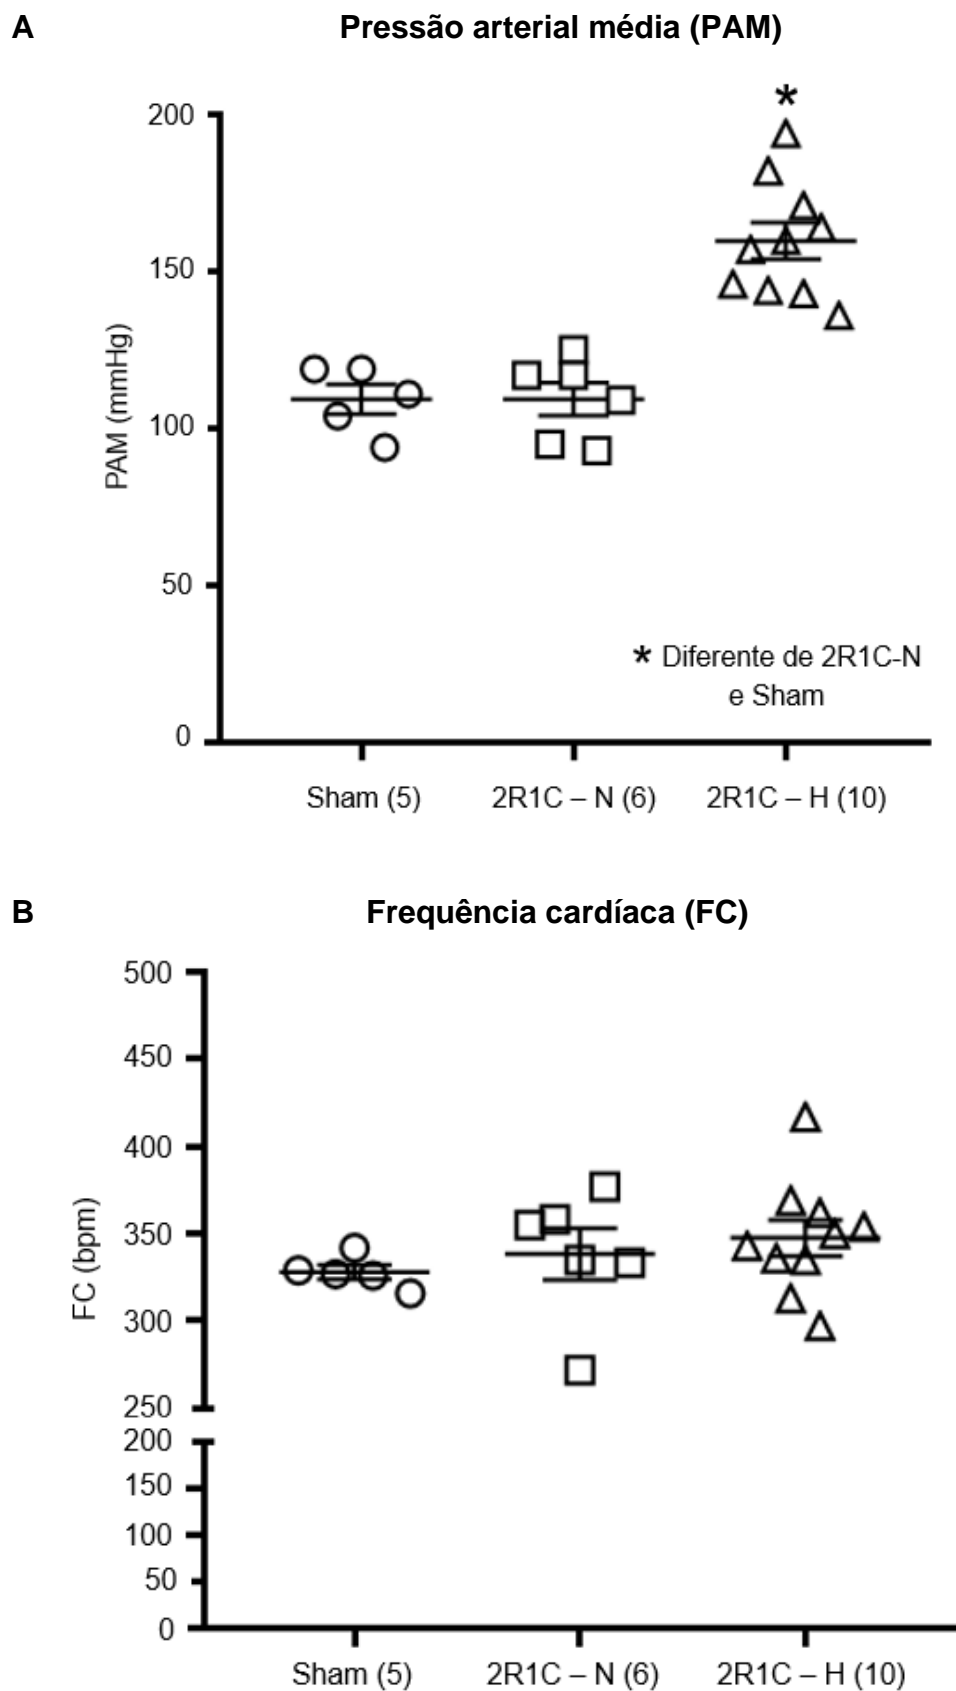 A
Pressão arterial média (PAM)
*
200
150
100
50
0
PAM (mmHg)
* Diferente de 2R1C-N
e Sham
Sham (5) 2R1C – N (6) 2R1C – H (10)
B
Frequência cardíaca (FC)
500
450
400
350
300
250
200
150
100
50
0
FC (bpm)
Sham (5) 2R1C – N (6) 2R1C – H (10)